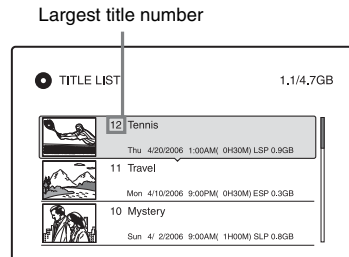 Largest title number
TITLE LIST 1.1/4.7GB
12 Tennis
Thu 4/20/2006 1:00AM( 0H30M) LSP 0.9GB
11 Travel
Mon 4/10/2006 9:00PM( 0H30M) ESP 0.3GB
10 Mystery
Sun 4/ 2/2006 9:00AM( 1H00M) SLP 0.8GB